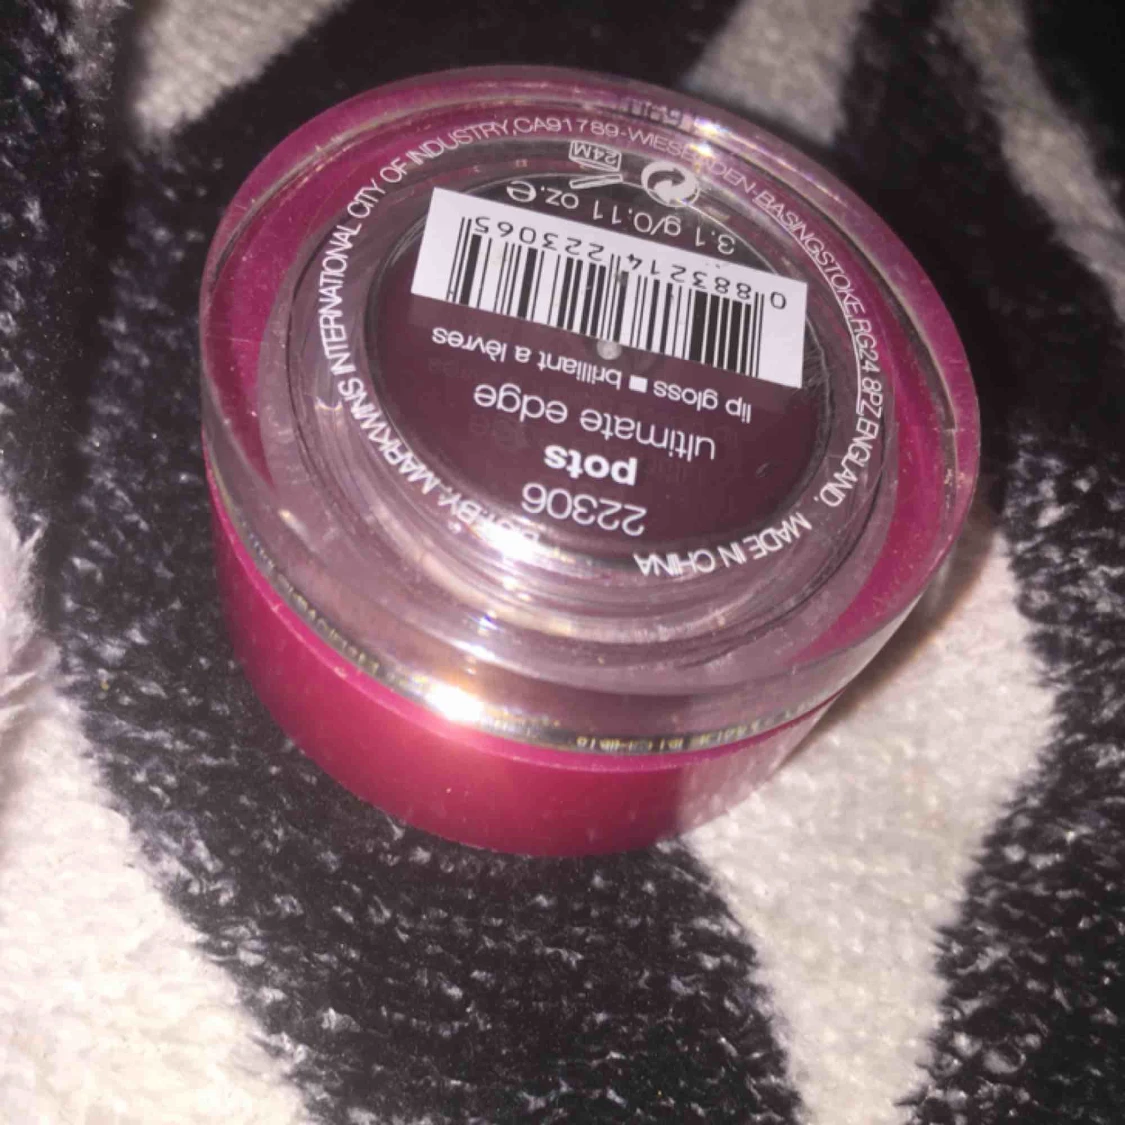 22306
pots
ultimate edge
lip gloss ■ brilliant a lèvres
0 883214 223065
3.1 g/0.11 oz. e
24M
BY: MARKWINS INTERNATIONAL CITY OF INDUSTRY,CA91789-WIESBADEN-BASINGSTOKE,RG24 8PZ ENGLAND. MADE IN CHINA